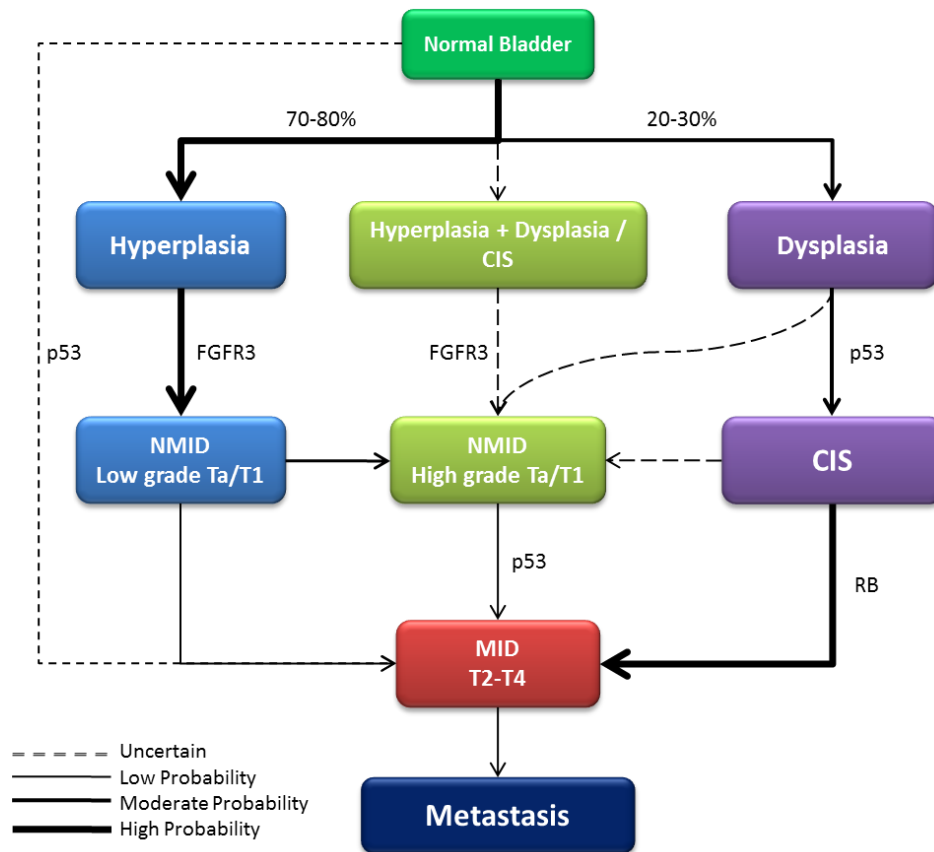 Normal Bladder
70-80%
20-30%
Hyperplasia
Hyperplasia + Dysplasia /
CIS
Dysplasia
p53
FGFR3
FGFR3
p53
NMID
Low grade Ta/T1
NMID
High grade Ta/T1
CIS
p53
RB
MID
T2-T4
Uncertain
Low Probability
Moderate Probability
High Probability
Metastasis